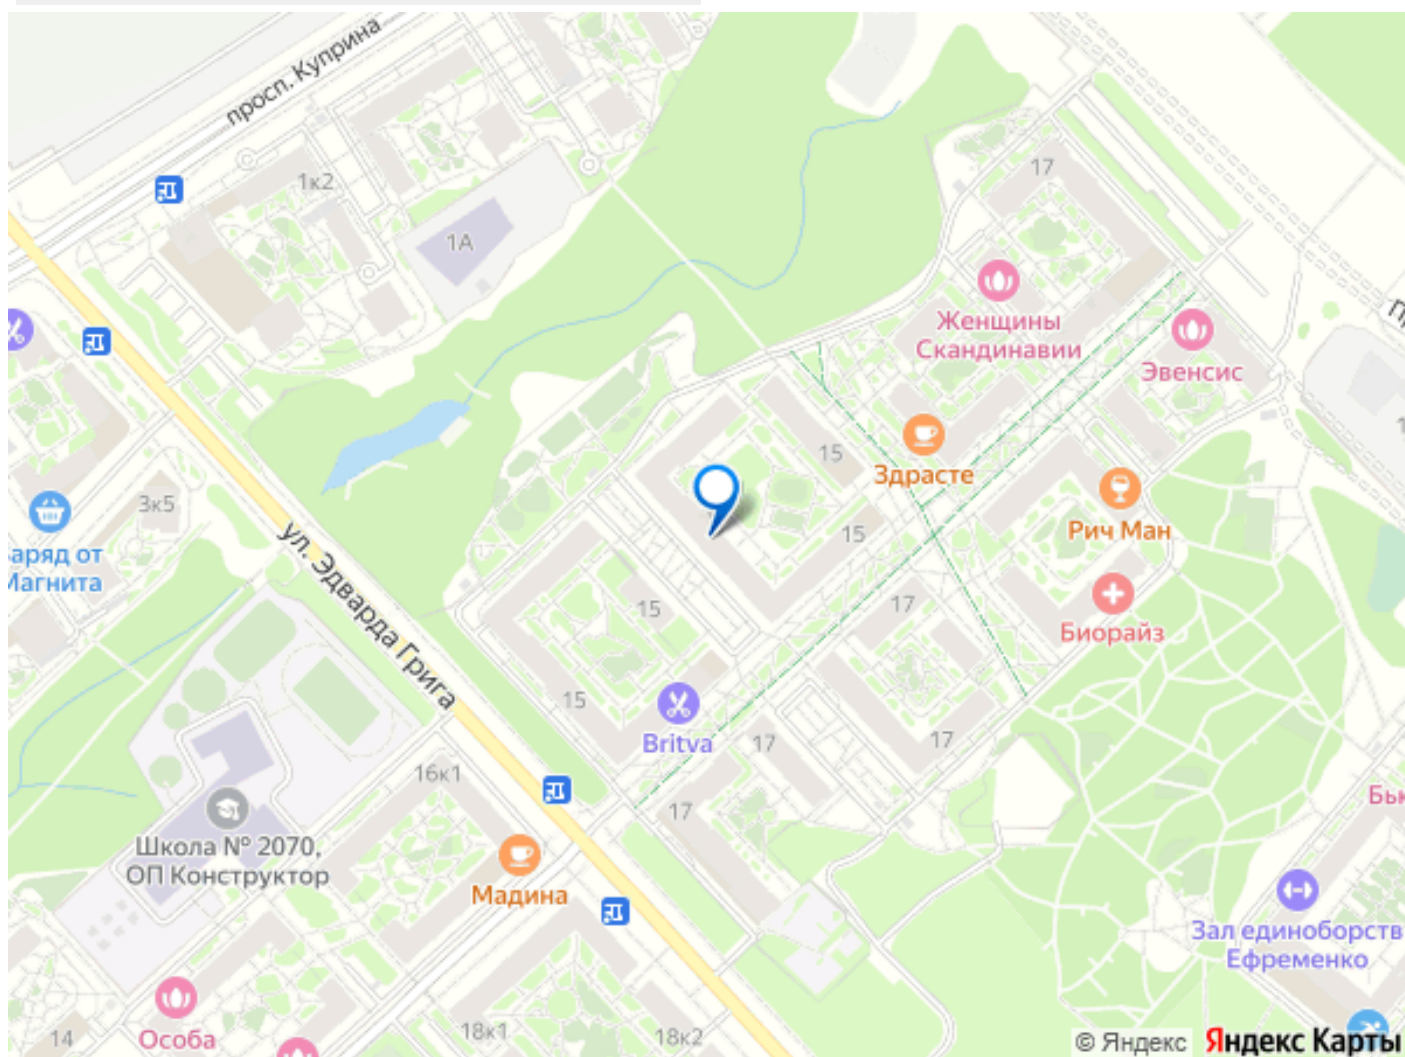 просп. Куприна
17
1к2
1А
Женщины
Скандинавии
Эвенсис
15
Здрасте
3к5
Рич Ман
15
аряд от
Магнита
ул. Эдварда Грига
17
15
Биорайз
15
Britva
17
17
16к1
17
Школа № 2070,
ОП Конструктор
Мадина
Зал единоборств
Ефременко
14
Особа
18к1
18к2
© Яндекс
Яндекс Карты